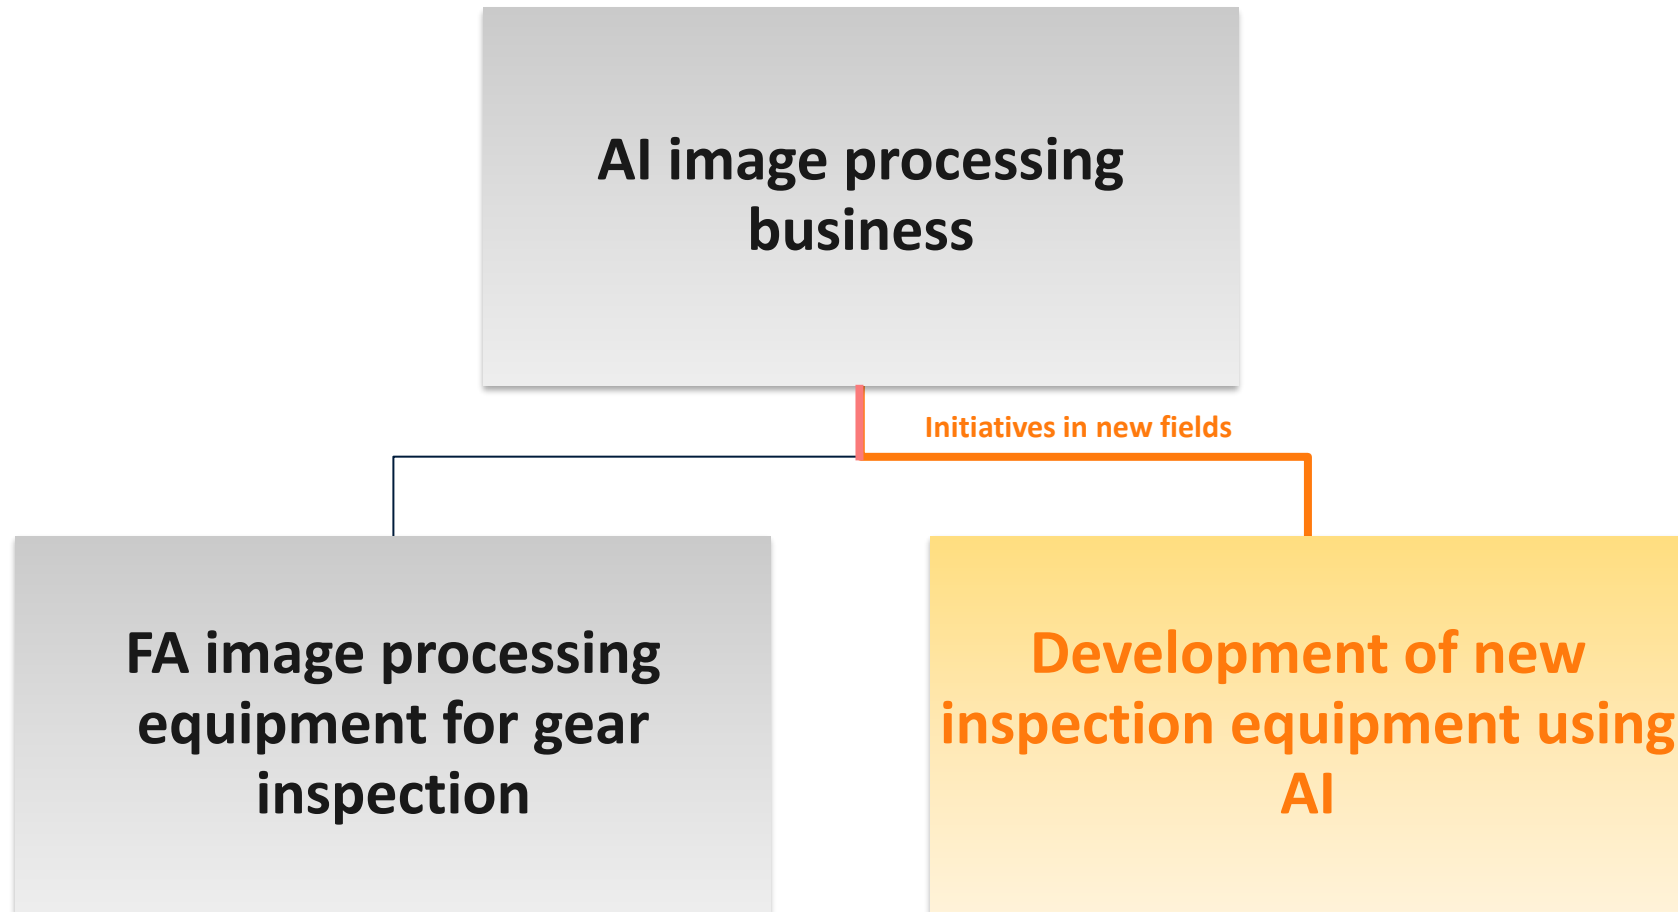 AI image processing
business
Initiatives in new fields
FA image processing
equipment for gear
inspection
Development of new
inspection equipment using
AI